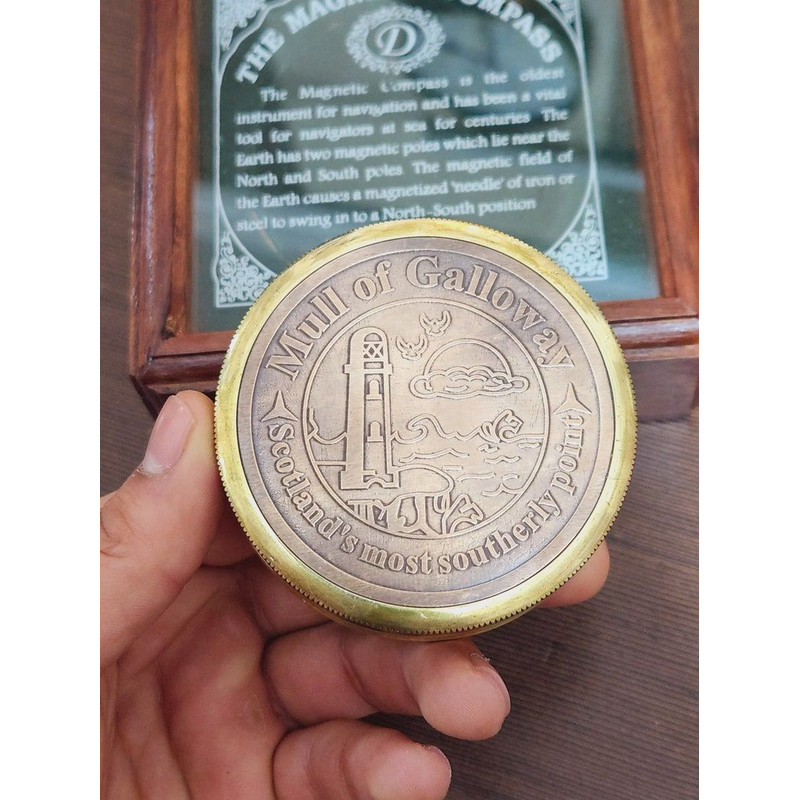 THE MAGNETIC COMPASS
D
The Magnetic Compass is the oldest
instrument for navigation and has been a vital
tool for navigators at sea for centuries The
Earth has two magnetic poles which lie near the
North and South poles The magnetic field of
the Earth causes a magnetized 'needle' of iron or
steel to swing in to a North-South position
Mull of Galloway
Scotland's most southerly point